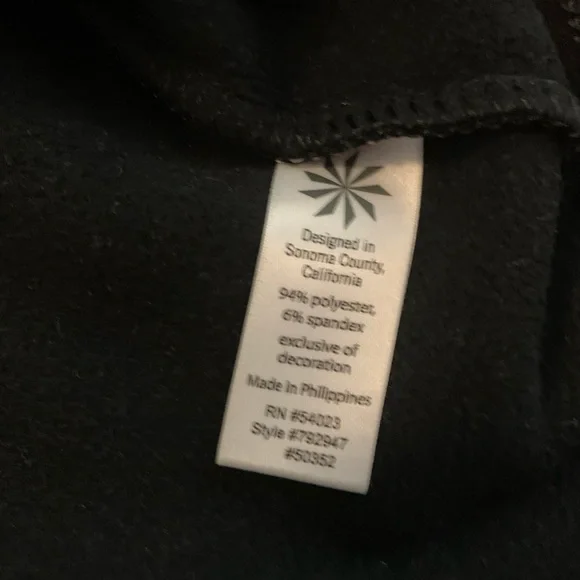 Designed in
Sonoma County,
California
94% polyester,
6% spandex
exclusive of
decoration
Made in Philippines
RN #54023
Style #792947
#50352